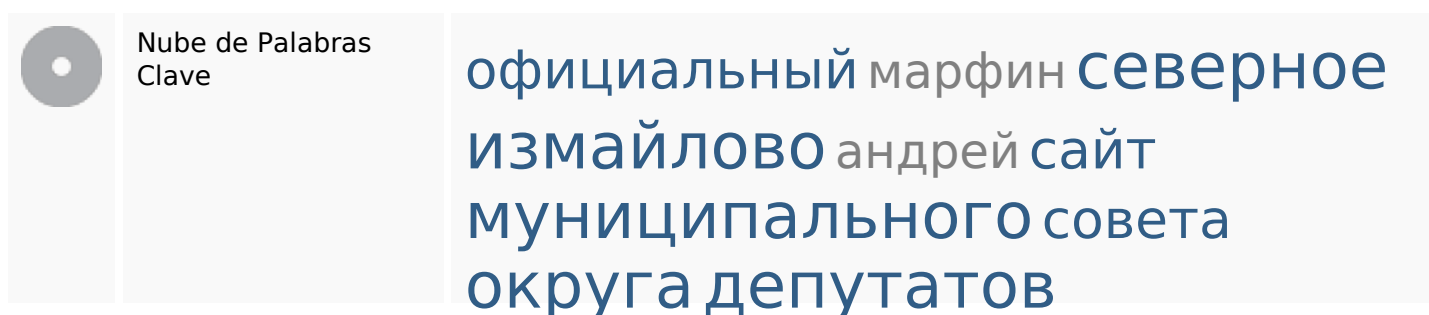 Nube de Palabras
Clave
официальный марфин северное
измайлово андрей сайт
муниципального совета
округа депутатов